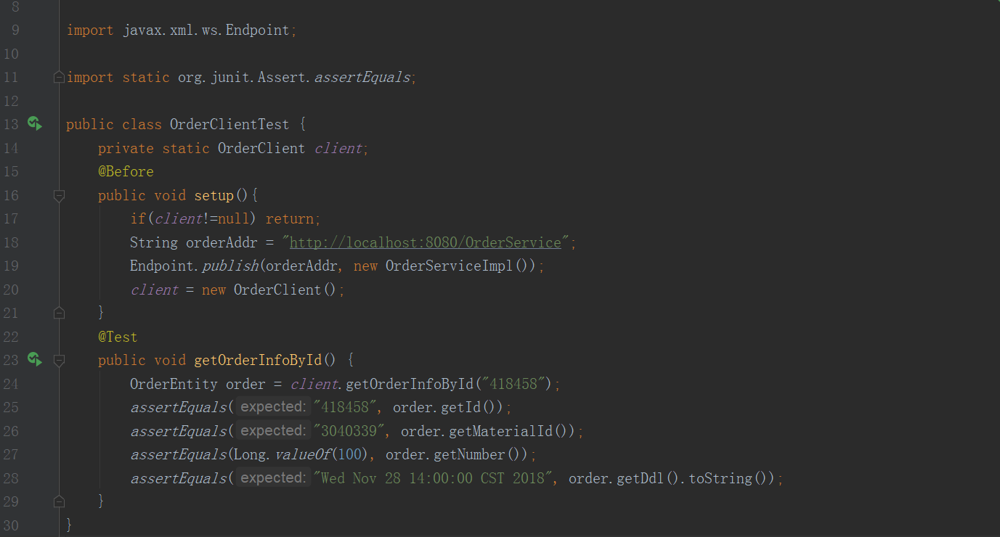 8
9 import javax.xml.ws.Endpoint;
10
11 import static org.junit.Assert.assertEquals;
12
13 public class OrderClientTest {
14 private static OrderClient client;
15 @Before
16 public void setup(){
17 if(client!=null) return;
18 String orderAddr = "http://localhost:8080/OrderService";
19 Endpoint.publish(orderAddr, new OrderServiceImpl());
20 client = new OrderClient();
21 }
22 @Test
23 public void getOrderInfoById() {
24 OrderEntity order = client.getOrderInfoById("418458");
25 assertEquals( expected: "418458", order.getId());
26 assertEquals( expected: "3040339", order.getMaterialId());
27 assertEquals(Long.valueOf(100), order.getNumber());
28 assertEquals( expected: "Wed Nov 28 14:00:00 CST 2018", order.getDdl().toString());
29 }
30 }